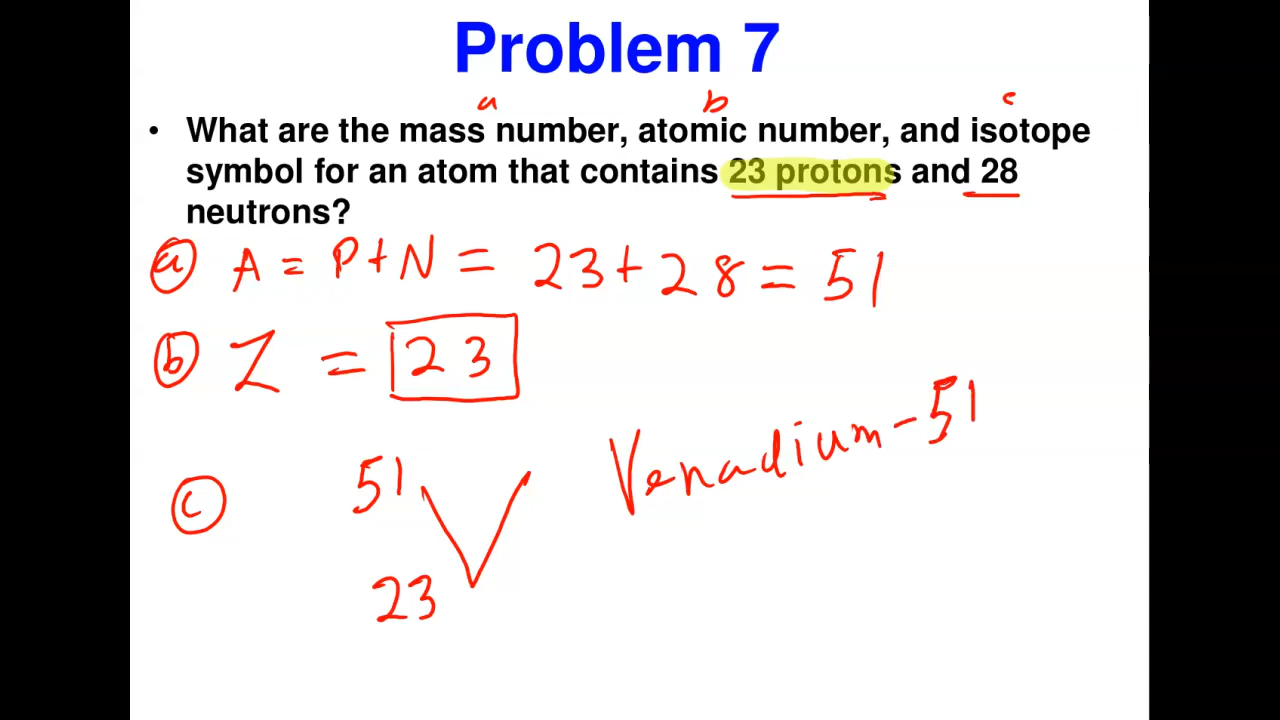 Problem 7
a b c
• What are the mass number, atomic number, and isotope
symbol for an atom that contains 23 protons and 28
neutrons?
a A = P+N = 23+28 = 51
b Z = 23
Venadium-51
c 51
V
23